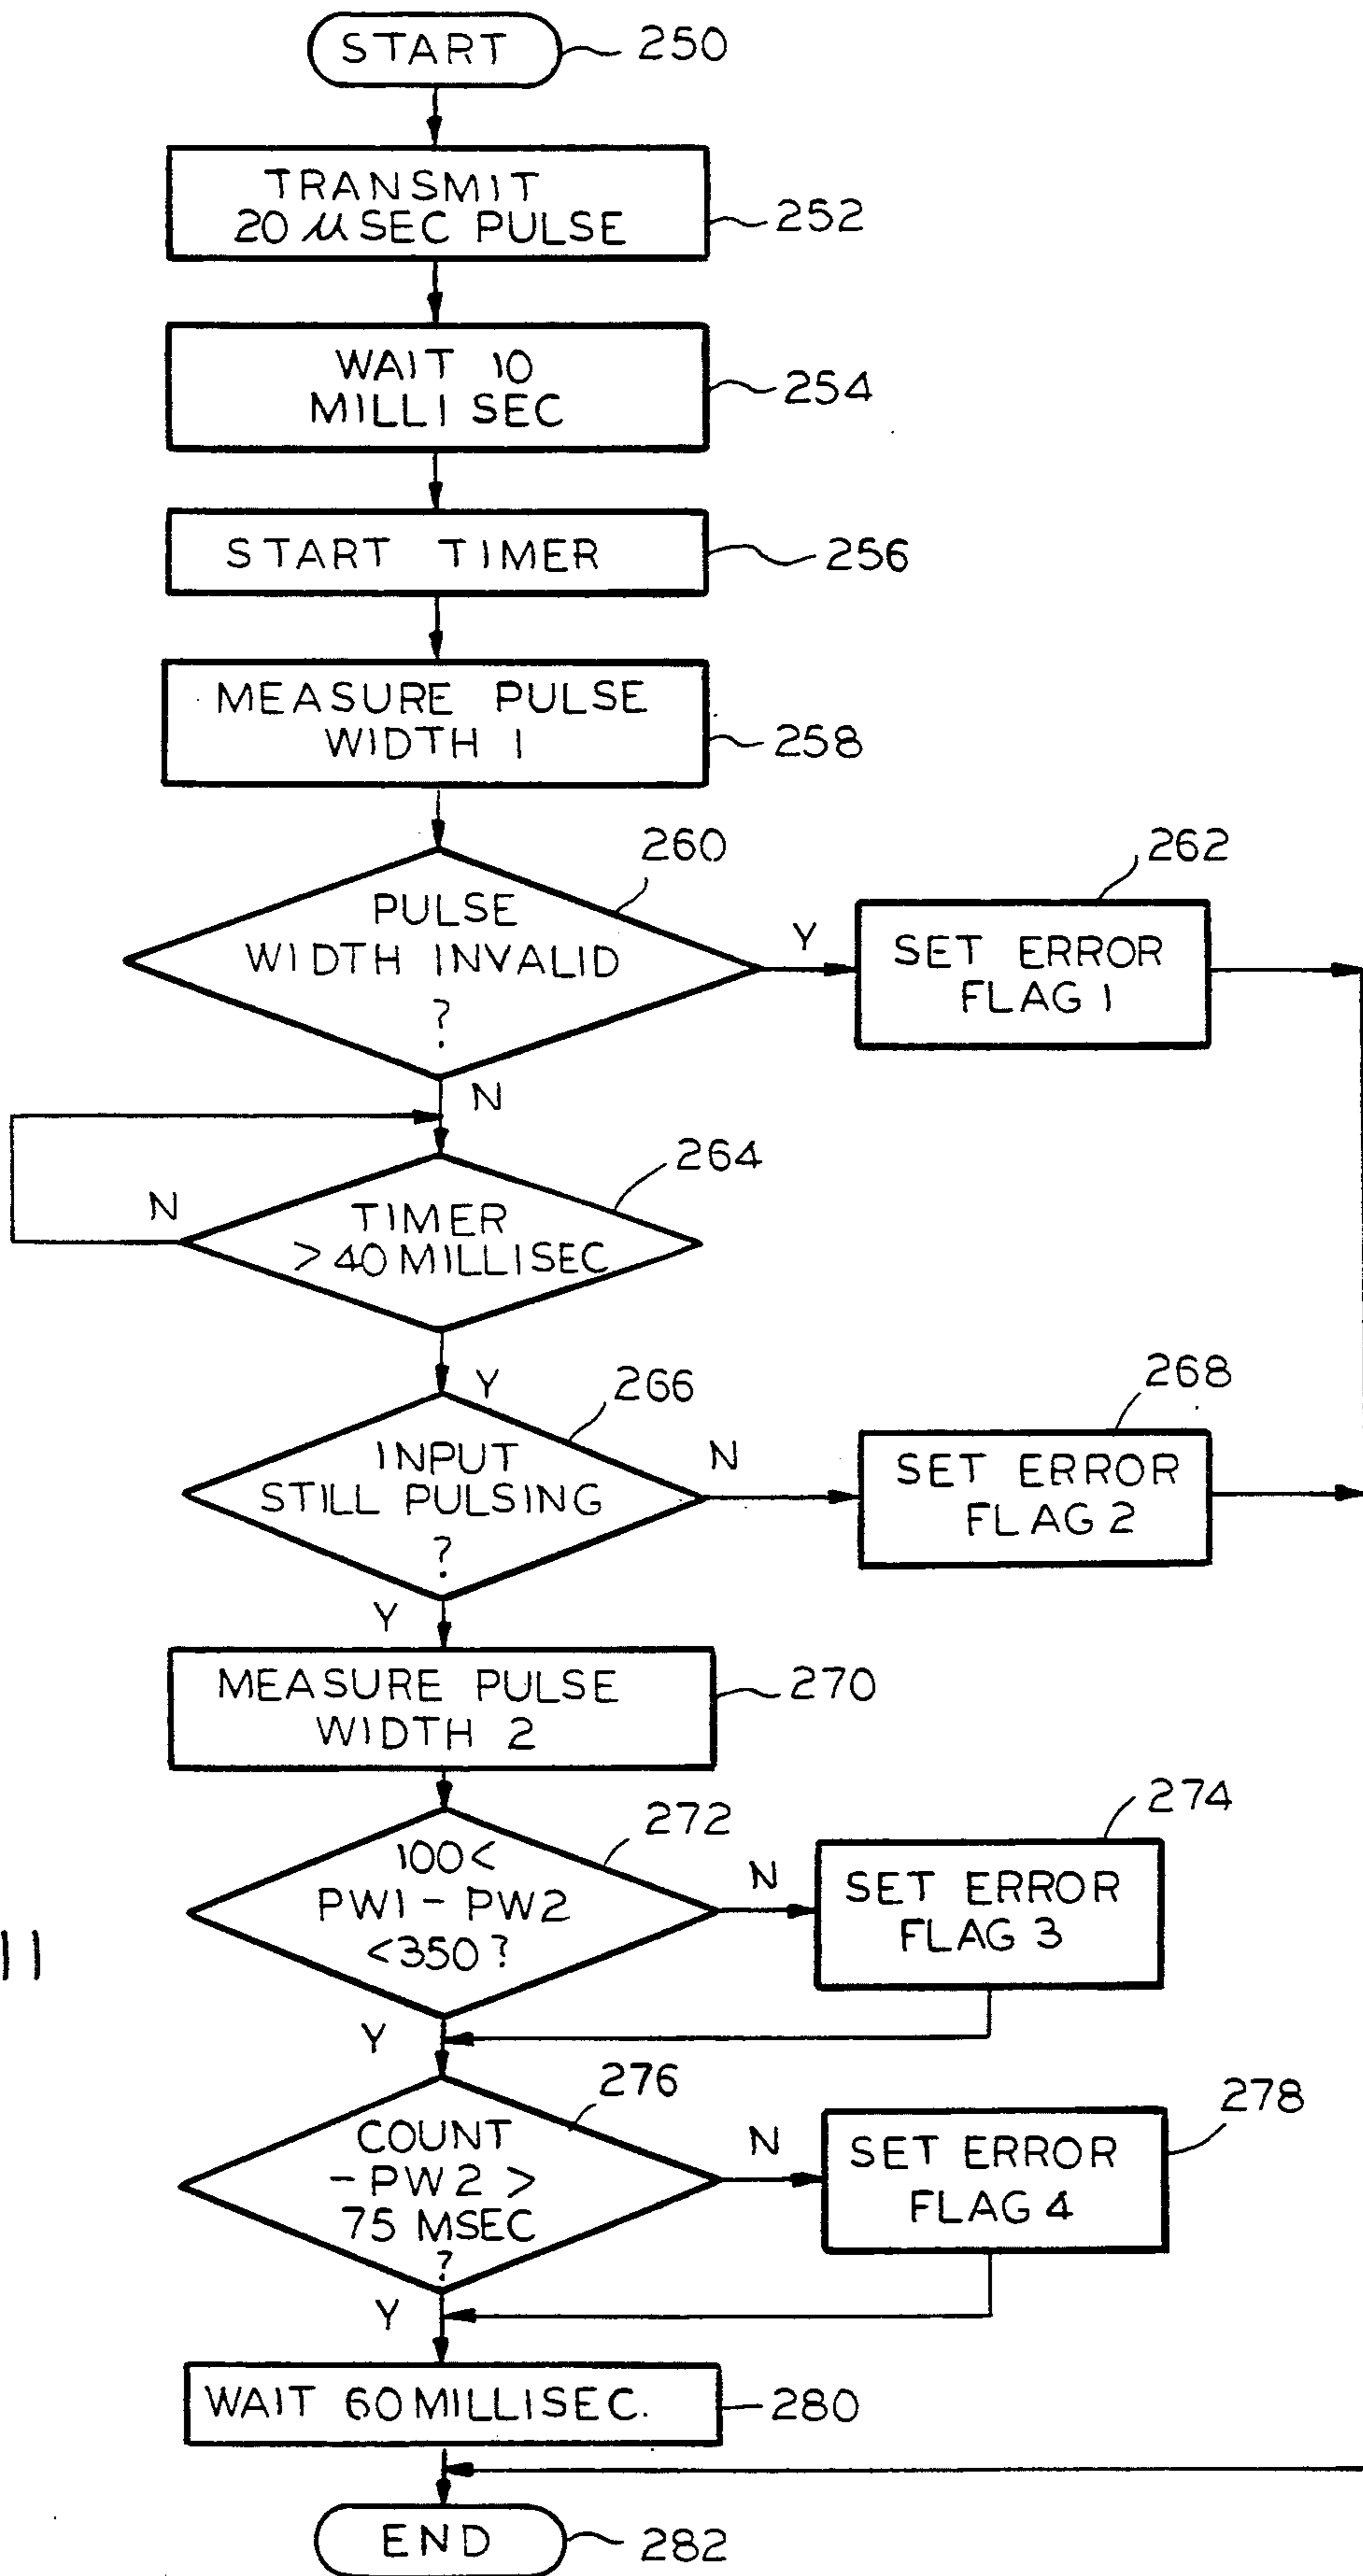 START
250
TRANSMIT
20 µSEC PULSE
252
WAIT 10
MILLISEC
254
START TIMER
256
MEASURE PULSE
WIDTH 1
258
260
PULSE
WIDTH INVALID
?
Y
262
SET ERROR
FLAG 1
N
264
TIMER
> 40 MILLISEC
N
Y
266
INPUT
STILL PULSING
?
N
268
SET ERROR
FLAG 2
Y
MEASURE PULSE
WIDTH 2
270
272
100<
PW1 - PW2
<350?
N
274
SET ERROR
FLAG 3
11
Y
276
COUNT
- PW2 >
75 MSEC
?
N
278
SET ERROR
FLAG 4
Y
WAIT 60 MILLISEC.
280
END
282